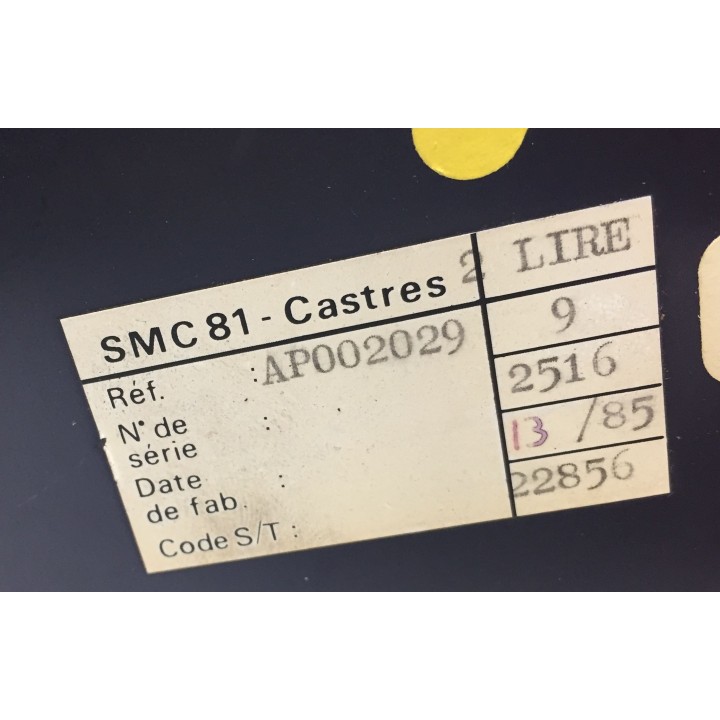 SMC 81 - Castres 2 LIRE
Réf. : AP002029 9
N° de série : 2516
Date de fab. : 13 /85
Code S/T : 22856